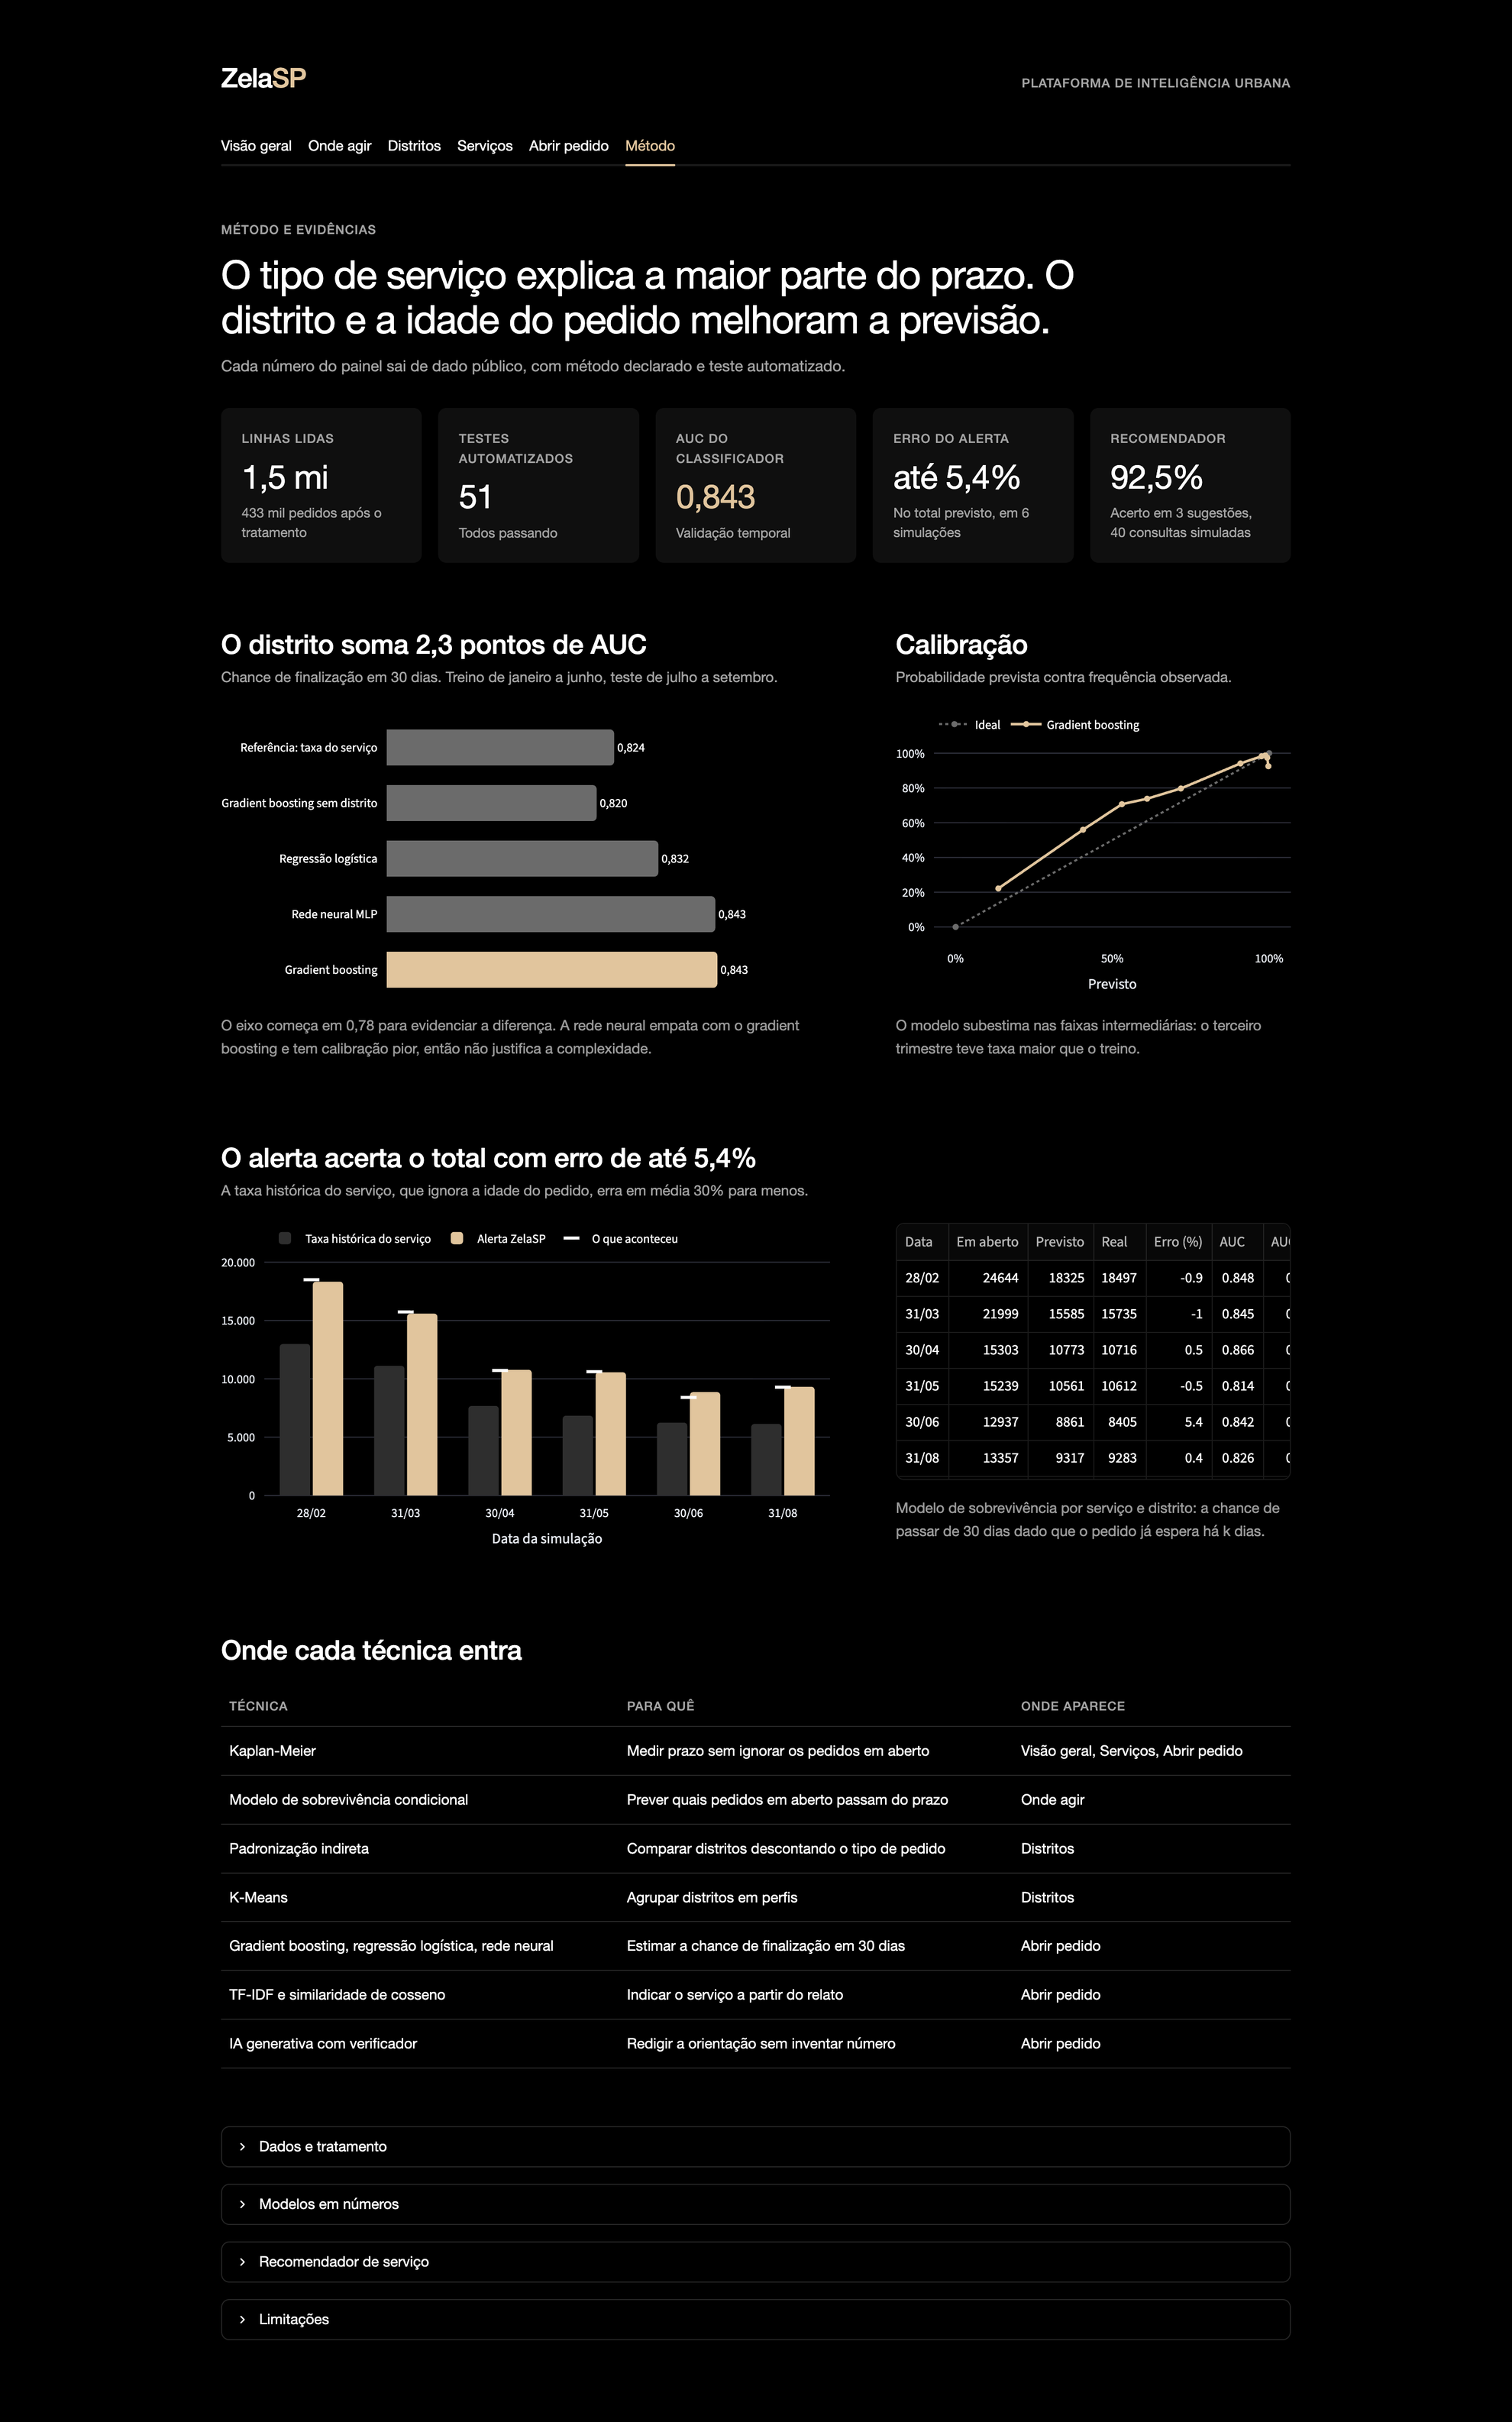 ZelaSP
PLATAFORMA DE INTELIGÊNCIA URBANA
Visão geral Onde agir Distritos Serviços Abrir pedido Método
MÉTODO E EVIDÊNCIAS
O tipo de serviço explica a maior parte do prazo. O
distrito e a idade do pedido melhoram a previsão.
Cada número do painel sai de dado público, com método declarado e teste automatizado.
LINHAS LIDAS
1,5 mi
433 mil pedidos após o
tratamento
TESTES
AUTOMATIZADOS
51
Todos passando
AUC DO
CLASSIFICADOR
0,843
Validação temporal
ERRO DO ALERTA
até 5,4%
No total previsto, em 6
simulações
RECOMENDADOR
92,5%
Acerto em 3 sugestões,
40 consultas simuladas
O distrito soma 2,3 pontos de AUC
Chance de finalização em 30 dias. Treino de janeiro a junho, teste de julho a setembro.
Referência: taxa do serviço 0,824
Gradient boosting sem distrito 0,820
Regressão logística 0,832
Rede neural MLP 0,843
Gradient boosting 0,843
O eixo começa em 0,78 para evidenciar a diferença. A rede neural empata com o gradient
boosting e tem calibração pior, então não justifica a complexidade.
Calibração
Probabilidade prevista contra frequência observada.
Ideal Gradient boosting
100%
80%
60%
40%
20%
0%
0% 50% 100%
Previsto
O modelo subestima nas faixas intermediárias: o terceiro
trimestre teve taxa maior que o treino.
O alerta acerta o total com erro de até 5,4%
A taxa histórica do serviço, que ignora a idade do pedido, erra em média 30% para menos.
Taxa histórica do serviço Alerta ZelaSP O que aconteceu
20.000
15.000
10.000
5.000
0
28/02 31/03 30/04 31/05 30/06 31/08
Data da simulação
Data Em aberto Previsto Real Erro (%) AUC
28/02 24644 18325 18497 -0.9 0.848
31/03 21999 15585 15735 -1 0.845
30/04 15303 10773 10716 0.5 0.866
31/05 15239 10561 10612 -0.5 0.814
30/06 12937 8861 8405 5.4 0.842
31/08 13357 9317 9283 0.4 0.826
Modelo de sobrevivência por serviço e distrito: a chance de
passar de 30 dias dado que o pedido já espera há k dias.
Onde cada técnica entra
TÉCNICA PARA QUÊ ONDE APARECE
Kaplan-Meier Medir prazo sem ignorar os pedidos em aberto Visão geral, Serviços, Abrir pedido
Modelo de sobrevivência condicional Prever quais pedidos em aberto passam do prazo Onde agir
Padronização indireta Comparar distritos descontando o tipo de pedido Distritos
K-Means Agrupar distritos em perfis Distritos
Gradient boosting, regressão logística, rede neural Estimar a chance de finalização em 30 dias Abrir pedido
TF-IDF e similaridade de cosseno Indicar o serviço a partir do relato Abrir pedido
IA generativa com verificador Redigir a orientação sem inventar número Abrir pedido
Dados e tratamento
Modelos em números
Recomendador de serviço
Limitações